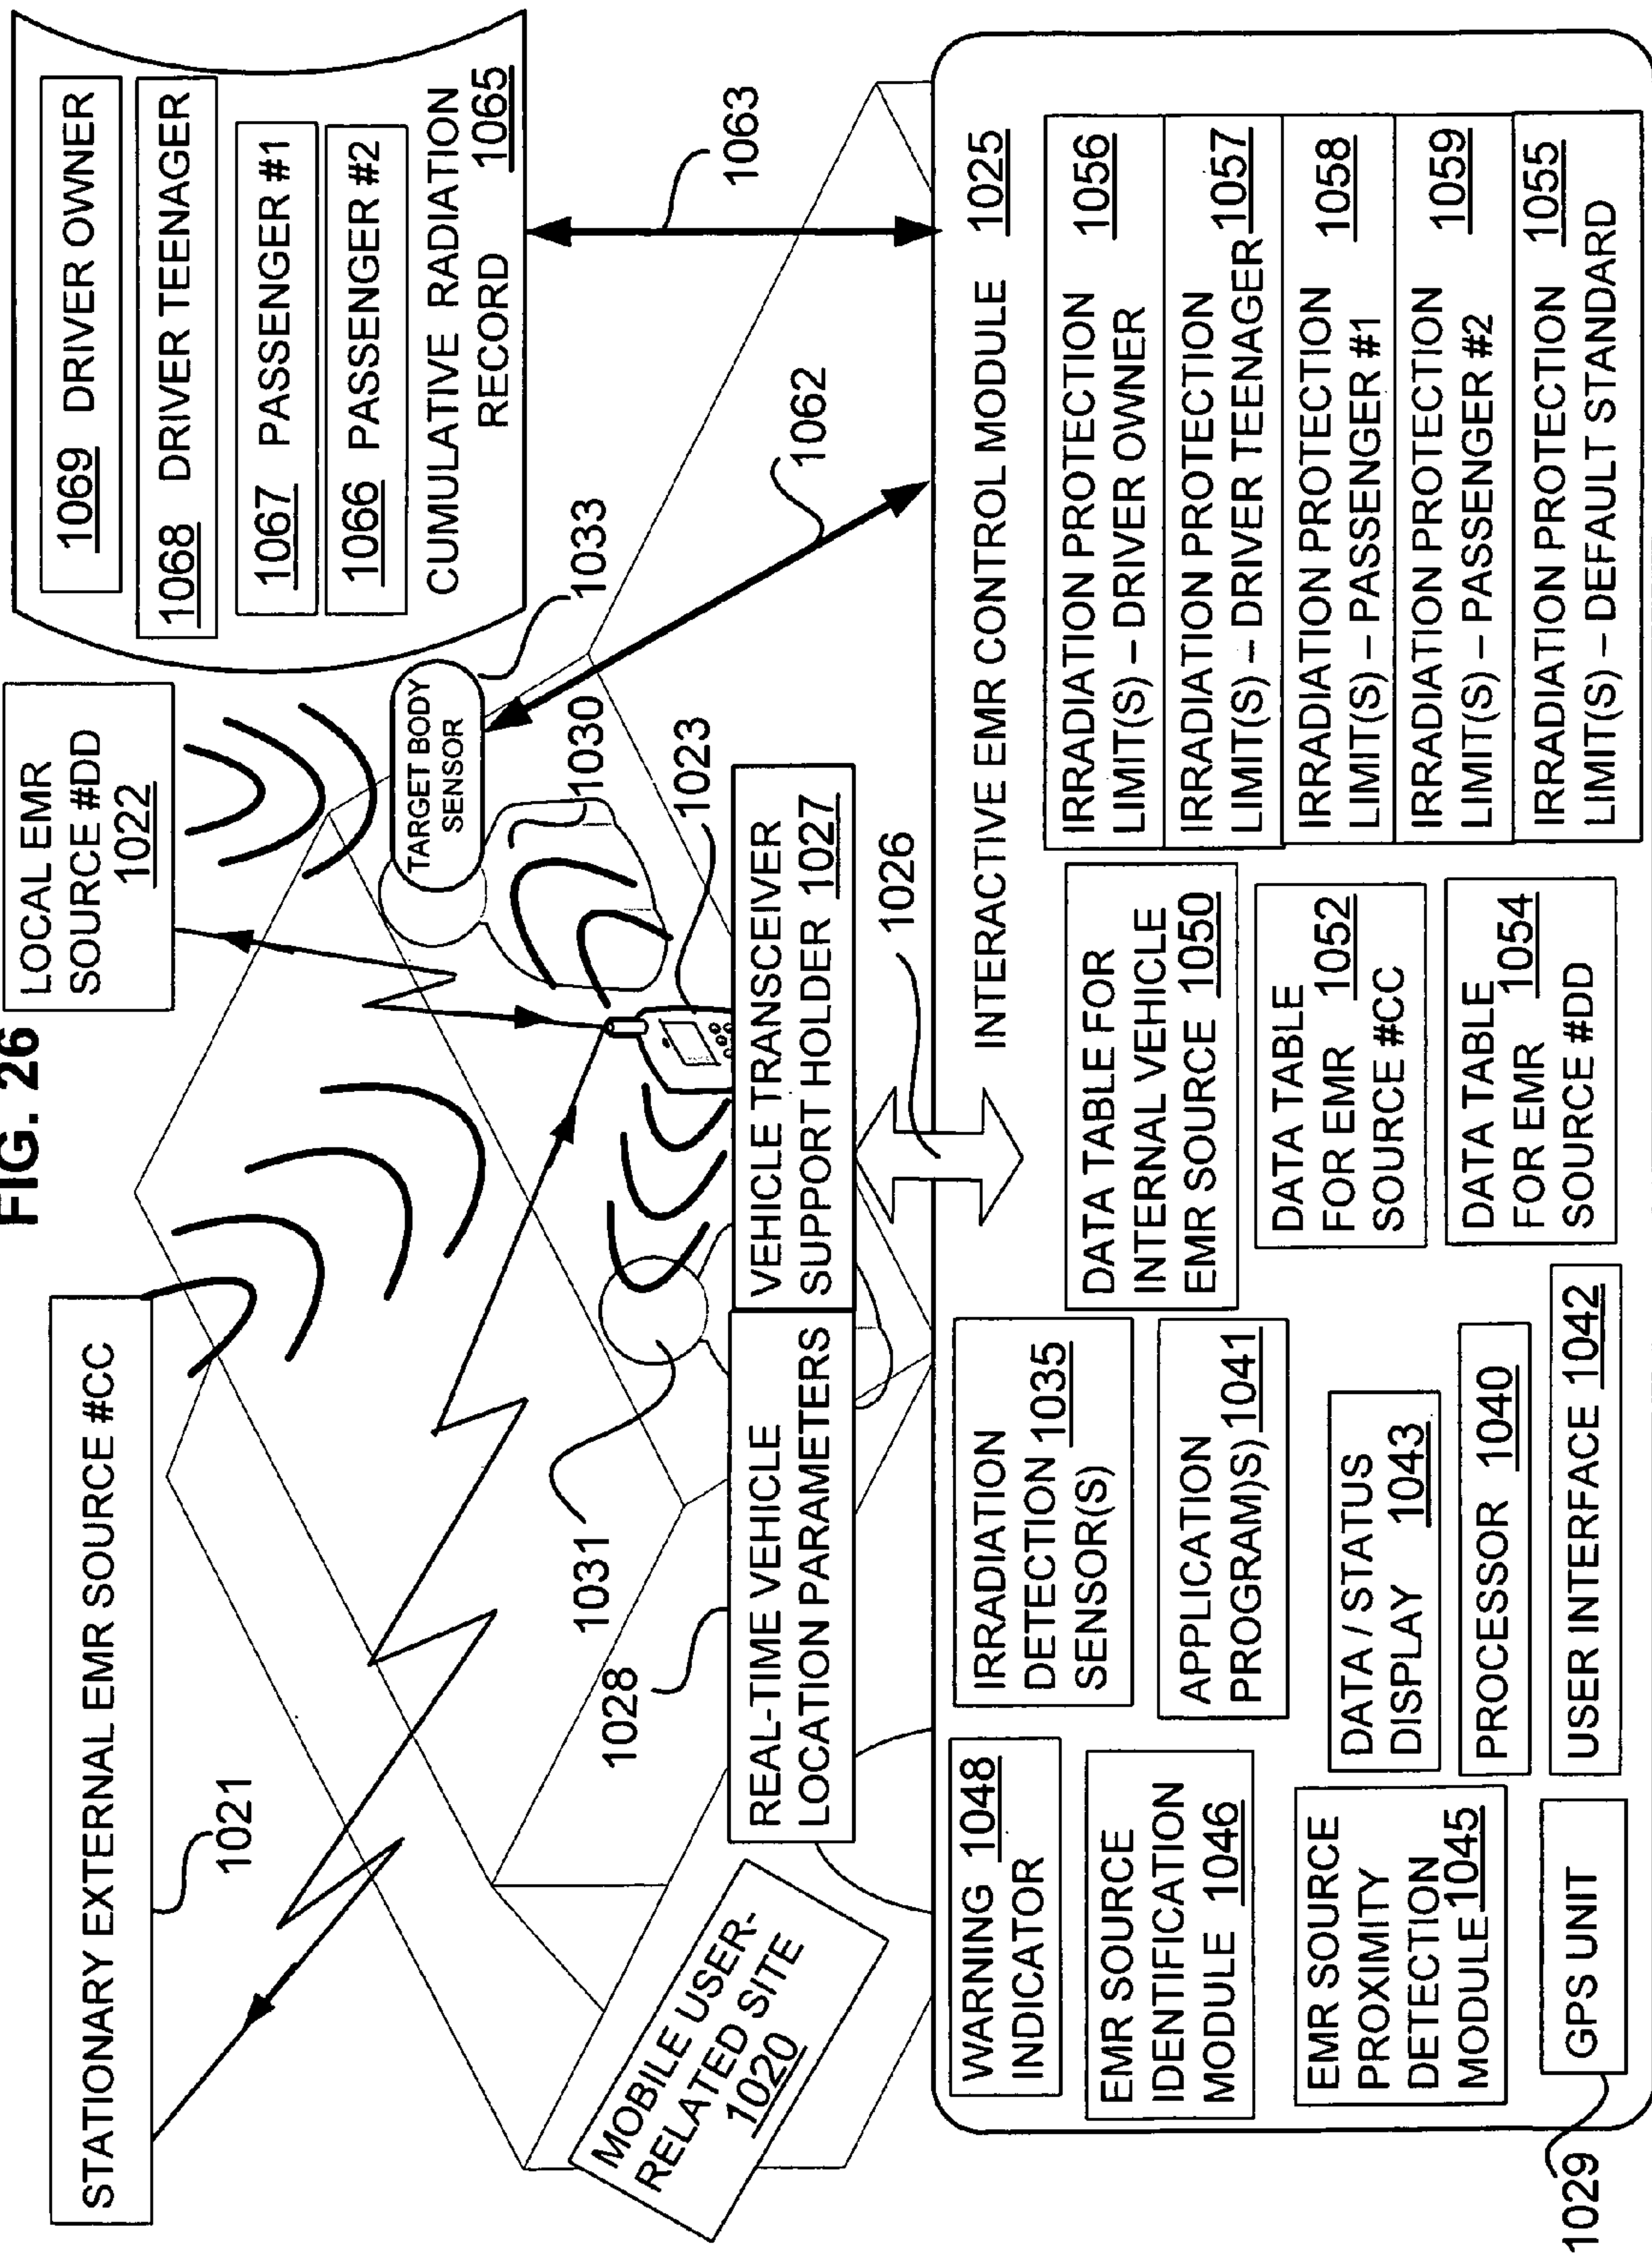 FIG. 26
STATIONARY EXTERNAL EMR SOURCE #CC
1021
LOCAL EMR
SOURCE #DD
1022
1069 DRIVER OWNER
1068 DRIVER TEENAGER
1067 PASSENGER #1
1066 PASSENGER #2
CUMULATIVE RADIATION
RECORD 1065
TARGET BODY
SENSOR
1033
1030
1031
1023
1063
1062
1028
REAL-TIME VEHICLE
LOCATION PARAMETERS
VEHICLE TRANSCEIVER
SUPPORT HOLDER 1027
1026
MOBILE USER-
RELATED SITE
1020
INTERACTIVE EMR CONTROL MODULE 1025
WARNING 1048
INDICATOR
EMR SOURCE
IDENTIFICATION
MODULE 1046
EMR SOURCE
PROXIMITY
DETECTION
MODULE 1045
GPS UNIT
1029
IRRADIATION
DETECTION 1035
SENSOR(S)
APPLICATION
PROGRAM)S) 1041
DATA / STATUS
DISPLAY 1043
PROCESSOR 1040
USER INTERFACE 1042
DATA TABLE FOR
INTERNAL VEHICLE
EMR SOURCE 1050
DATA TABLE
FOR EMR 1052
SOURCE #CC
DATA TABLE
FOR EMR 1054
SOURCE #DD
IRRADIATION PROTECTION 1056
LIMIT(S) – DRIVER OWNER
IRRADIATION PROTECTION
LIMIT(S) – DRIVER TEENAGER 1057
IRRADIATION PROTECTION 1058
LIMIT(S) – PASSENGER #1
IRRADIATION PROTECTION 1059
LIMIT(S) – PASSENGER #2
IRRADIATION PROTECTION 1055
LIMIT(S) – DEFAULT STANDARD